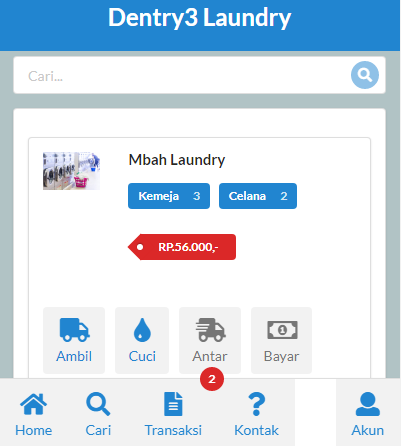 Dentry3 Laundry
Cari...
Mbah Laundry
Kemeja 3 Celana 2
RP.56.000,-
Ambil Cuci Antar Bayar
2
Home Cari Transaksi Kontak Akun